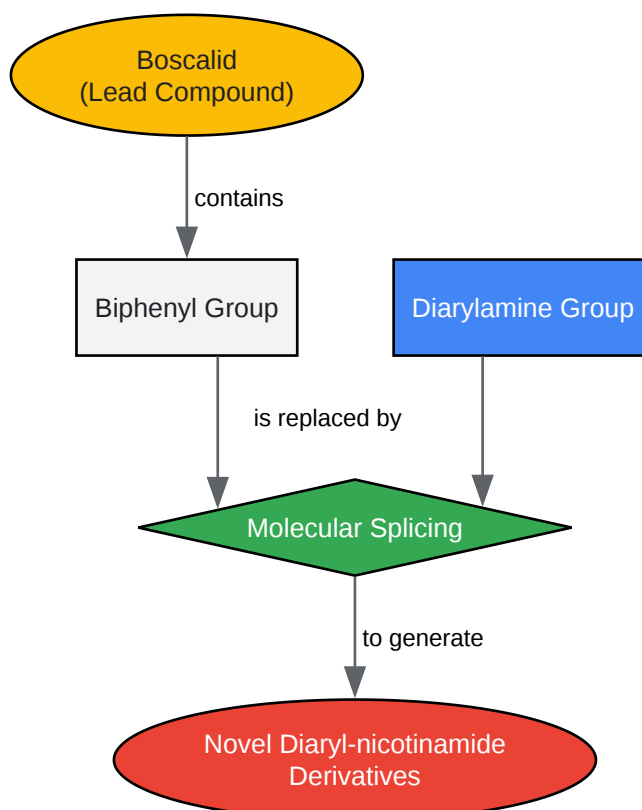 Boscalid
(Lead Compound)
contains
Biphenyl Group
Diarylamine Group
is replaced by
Molecular Splicing
to generate
Novel Diaryl-nicotinamide
Derivatives